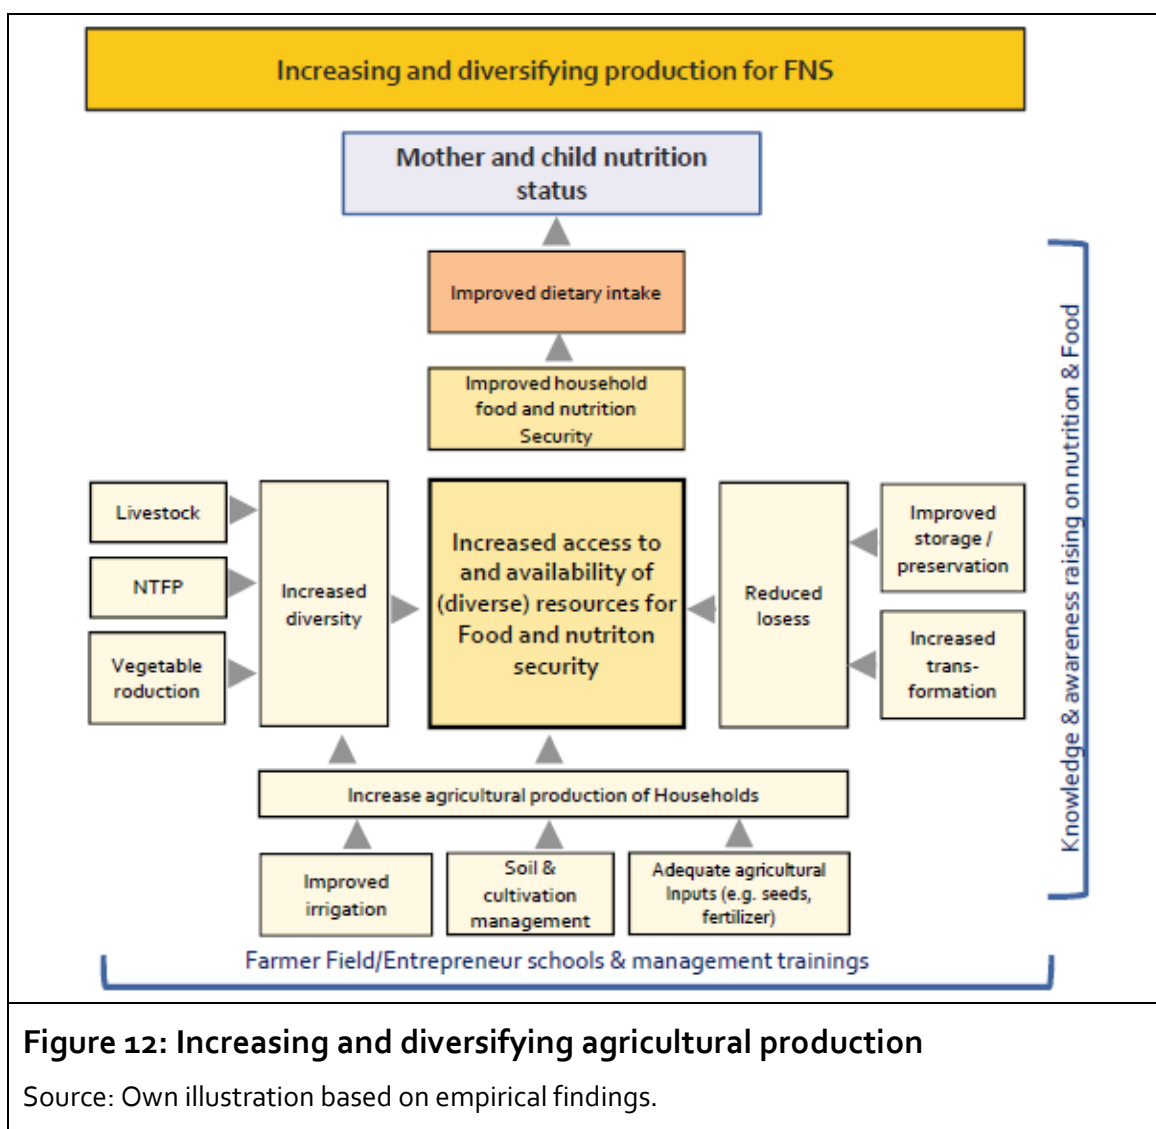 Increasing and diversifying production for FNS
Mother and child nutrition
status
Improved dietary intake
Improved household
food and nutrition
Security
Livestock
NTFP
Vegetable
roduction
Increased
diversity
Increased access to
and availability of
(diverse) resources for
Food and nutriton
security
Reduced
losess
Improved
storage /
preservation
Increased
trans-
formation
Increase agricultural production of Households
Improved
irrigation
Soil &
cultivation
management
Adequate agricultural
Inputs (e.g. seeds,
fertilizer)
Farmer Field/Entrepreneur schools & management trainings
Knowledge & awareness raising on nutrition & Food
Figure 12: Increasing and diversifying agricultural production
Source: Own illustration based on empirical findings.